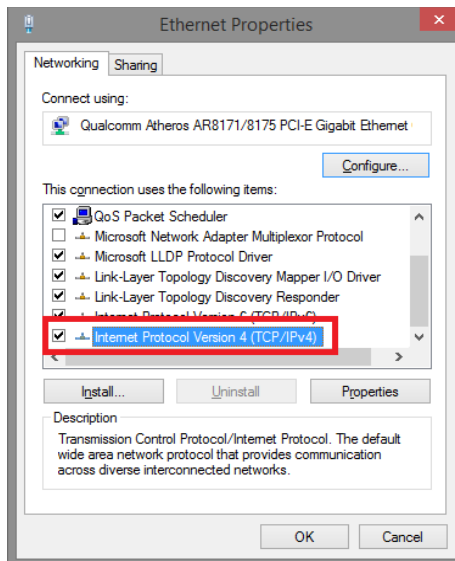 Ethernet Properties
Networking Sharing
Connect using:
Qualcomm Atheros AR8171/8175 PCI-E Gigabit Ethernet
Configure...
This connection uses the following items:
QoS Packet Scheduler
Microsoft Network Adapter Multiplexor Protocol
Microsoft LLDP Protocol Driver
Link-Layer Topology Discovery Mapper I/O Driver
Link-Layer Topology Discovery Responder
Internet Protocol Version 6 (TCP/IPv6)
Internet Protocol Version 4 (TCP/IPv4)
Install... Uninstall Properties
Description
Transmission Control Protocol/Internet Protocol. The default
wide area network protocol that provides communication
across diverse interconnected networks.
OK Cancel